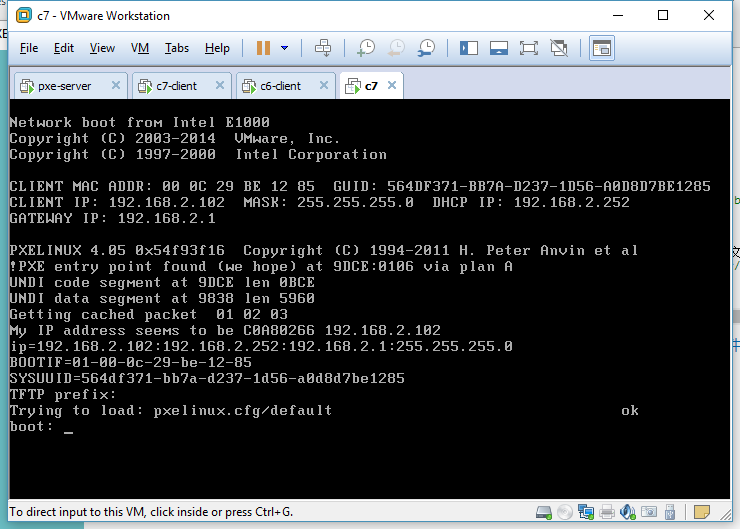 c7 - VMware Workstation
File Edit View VM Tabs Help
pxe-server c7-client c6-client c7
Network boot from Intel E1000
Copyright (C) 2003-2014  VMware, Inc.
Copyright (C) 1997-2000  Intel Corporation
CLIENT MAC ADDR: 00 0C 29 BE 12 85  GUID: 564DF371-BB7A-D237-1D56-A0D8D7BE1285
CLIENT IP: 192.168.2.102  MASK: 255.255.255.0  DHCP IP: 192.168.2.252
GATEWAY IP: 192.168.2.1
PXELINUX 4.05 0x54f93f16  Copyright (C) 1994-2011 H. Peter Anvin et al
!PXE entry point found (we hope) at 9DCE:0106 via plan A
UNDI code segment at 9DCE len 0BCE
UNDI data segment at 9838 len 5960
Getting cached packet  01 02 03
My IP address seems to be C0A80266 192.168.2.102
ip=192.168.2.102:192.168.2.252:192.168.2.1:255.255.255.0
BOOTIF=01-00-0c-29-be-12-85
SYSUUID=564df371-bb7a-d237-1d56-a0d8d7be1285
TFTP prefix:
Trying to load: pxelinux.cfg/default ok
boot: _
To direct input to this VM, click inside or press Ctrl+G.